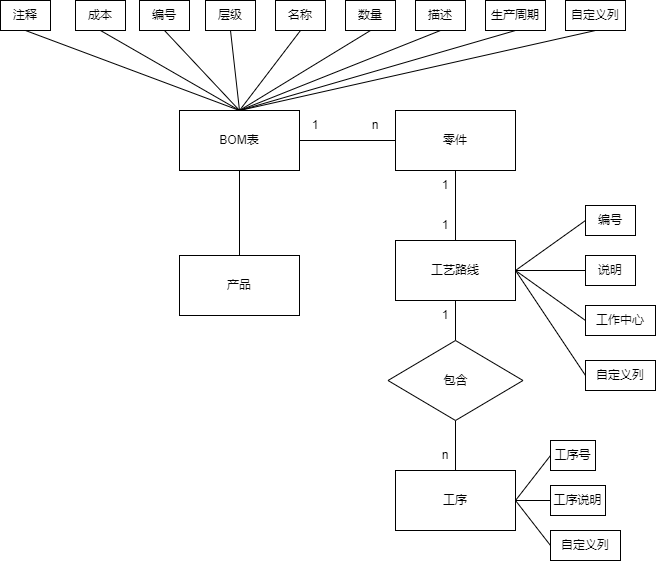 注释
成本
编号
层级
名称
数量
描述
生产周期
自定义列
BOM表
1
n
零件
1
1
产品
工艺路线
编号
说明
工作中心
自定义列
1
包含
n
工序
工序号
工序说明
自定义列